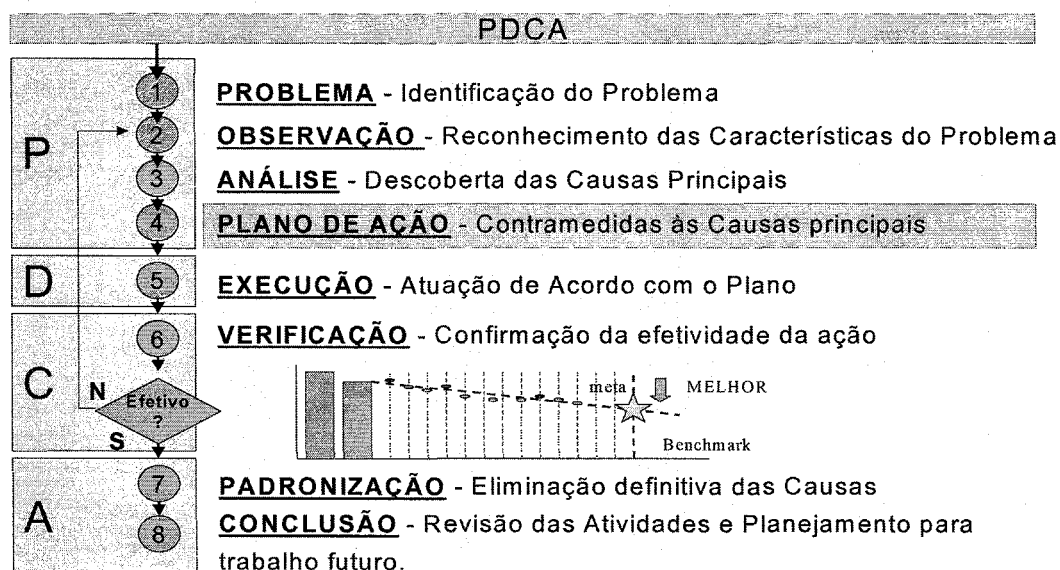 PDCA
P
1
PROBLEMA - Identificação do Problema
2
OBSERVAÇÃO - Reconhecimento das Características do Problema
3
ANÁLISE - Descoberta das Causas Principais
4
PLANO DE AÇÃO - Contramedidas às Causas principais
D
5
EXECUÇÃO - Atuação de Acordo com o Plano
C
6
VERIFICAÇÃO - Confirmação da efetividade da ação
N
Efetivo
?
S
meta
MELHOR
Benchmark
A
7
PADRONIZAÇÃO - Eliminação definitiva das Causas
8
CONCLUSÃO - Revisão das Atividades e Planejamento para
trabalho futuro.